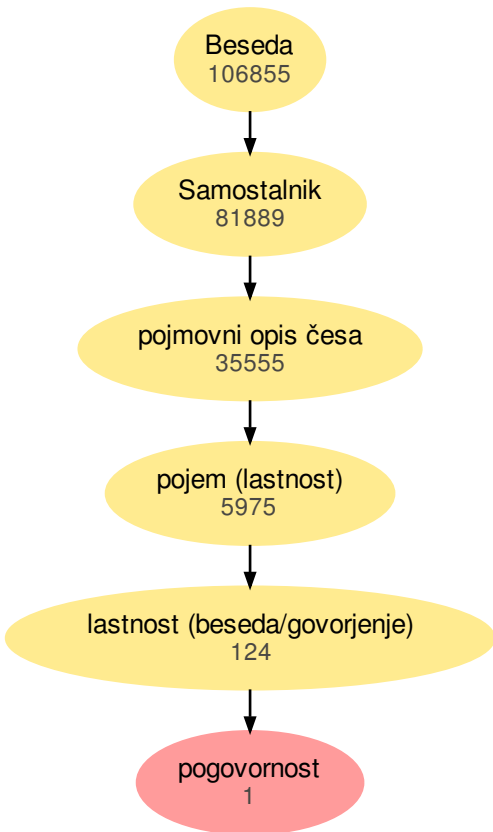 Beseda
106855
Samostalnik
81889
pojmovni opis česa
35555
pojem (lastnost)
5975
lastnost (beseda/govorjenje)
124
pogovornost
1